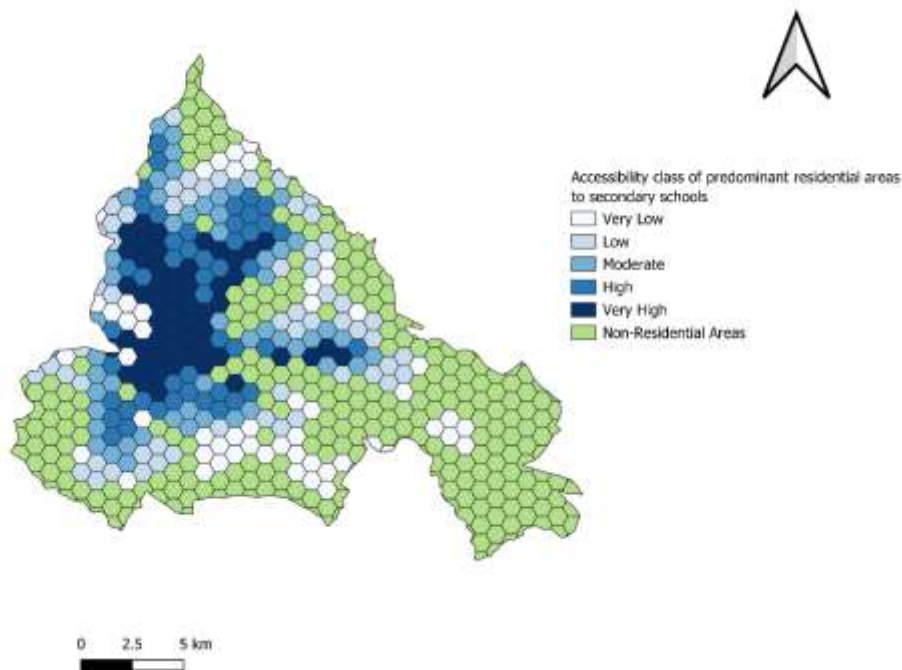 Accessibility class of predominant residential areas
to secondary schools
Very Low
Low
Moderate
High
Very High
Non-Residential Areas
0 2.5 5 km